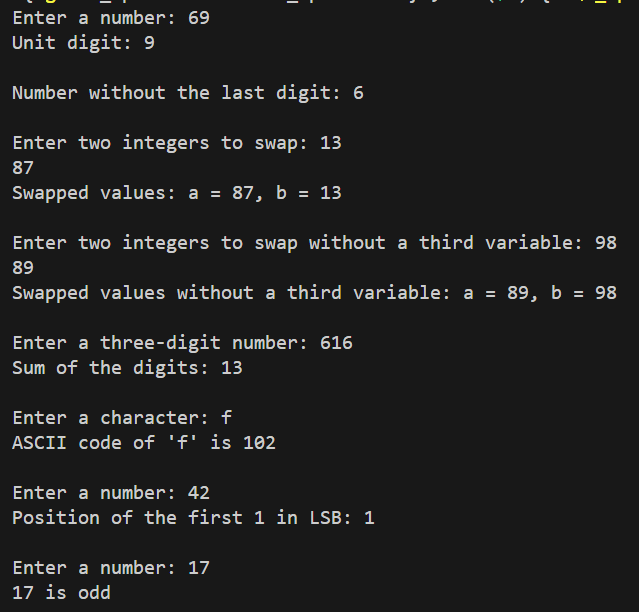 Enter a number: 69
Unit digit: 9
Number without the last digit: 6
Enter two integers to swap: 13
87
Swapped values: a = 87, b = 13
Enter two integers to swap without a third variable: 98
89
Swapped values without a third variable: a = 89, b = 98
Enter a three-digit number: 616
Sum of the digits: 13
Enter a character: f
ASCII code of 'f' is 102
Enter a number: 42
Position of the first 1 in LSB: 1
Enter a number: 17
17 is odd